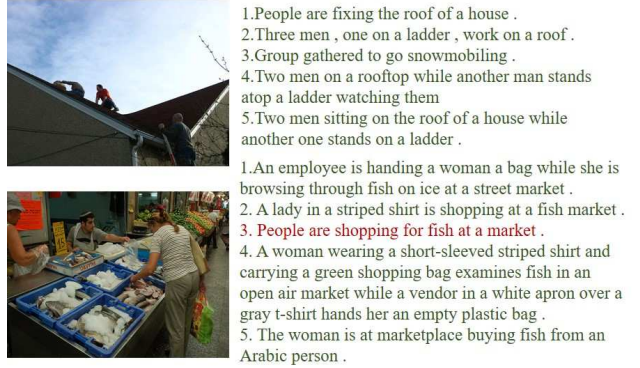 1.People are fixing the roof of a house .
2.Three men , one on a ladder , work on a roof .
3.Group gathered to go snowmobiling .
4.Two men on a rooftop while another man stands
atop a ladder watching them
5.Two men sitting on the roof of a house while
another one stands on a ladder .
1.An employee is handing a woman a bag while she is
browsing through fish on ice at a street market .
2. A lady in a striped shirt is shopping at a fish market .
3. People are shopping for fish at a market .
4. A woman wearing a short-sleeved striped shirt and
carrying a green shopping bag examines fish in an
open air market while a vendor in a white apron over a
gray t-shirt hands her an empty plastic bag .
5. The woman is at marketplace buying fish from an
Arabic person .